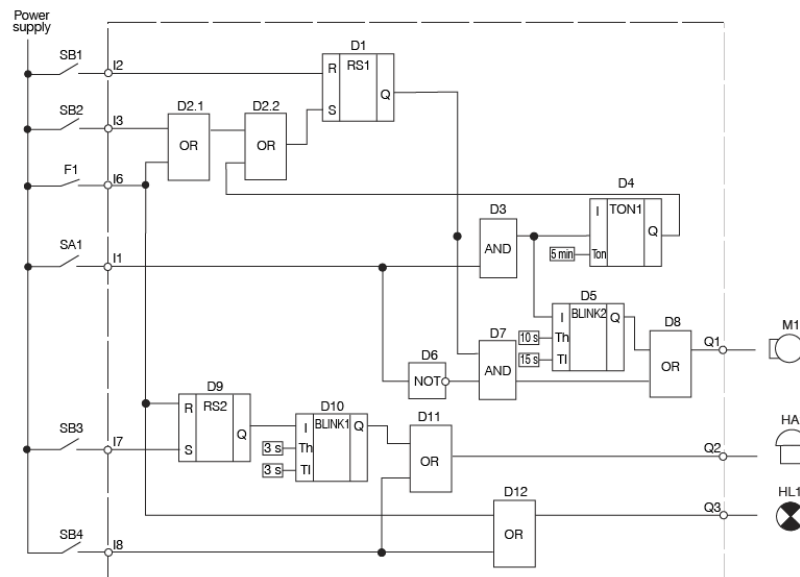 Power
supply
SB1
I2
D1
R
RS1
S
Q
SB2
I3
D2.1
OR
D2.2
OR
F1
I6
D4
I
TON1
Q
5 min
Ton
D3
AND
SA1
I1
D5
I
BLINK2
Q
10 s
Th
15 s
Tl
D6
NOT
D7
AND
D8
OR
Q1
M1
D9
R
RS2
S
Q
D10
I
BLINK1
Q
3 s
Th
3 s
Tl
D11
OR
SB3
I7
Q2
HA
D12
OR
Q3
HL1
SB4
I8